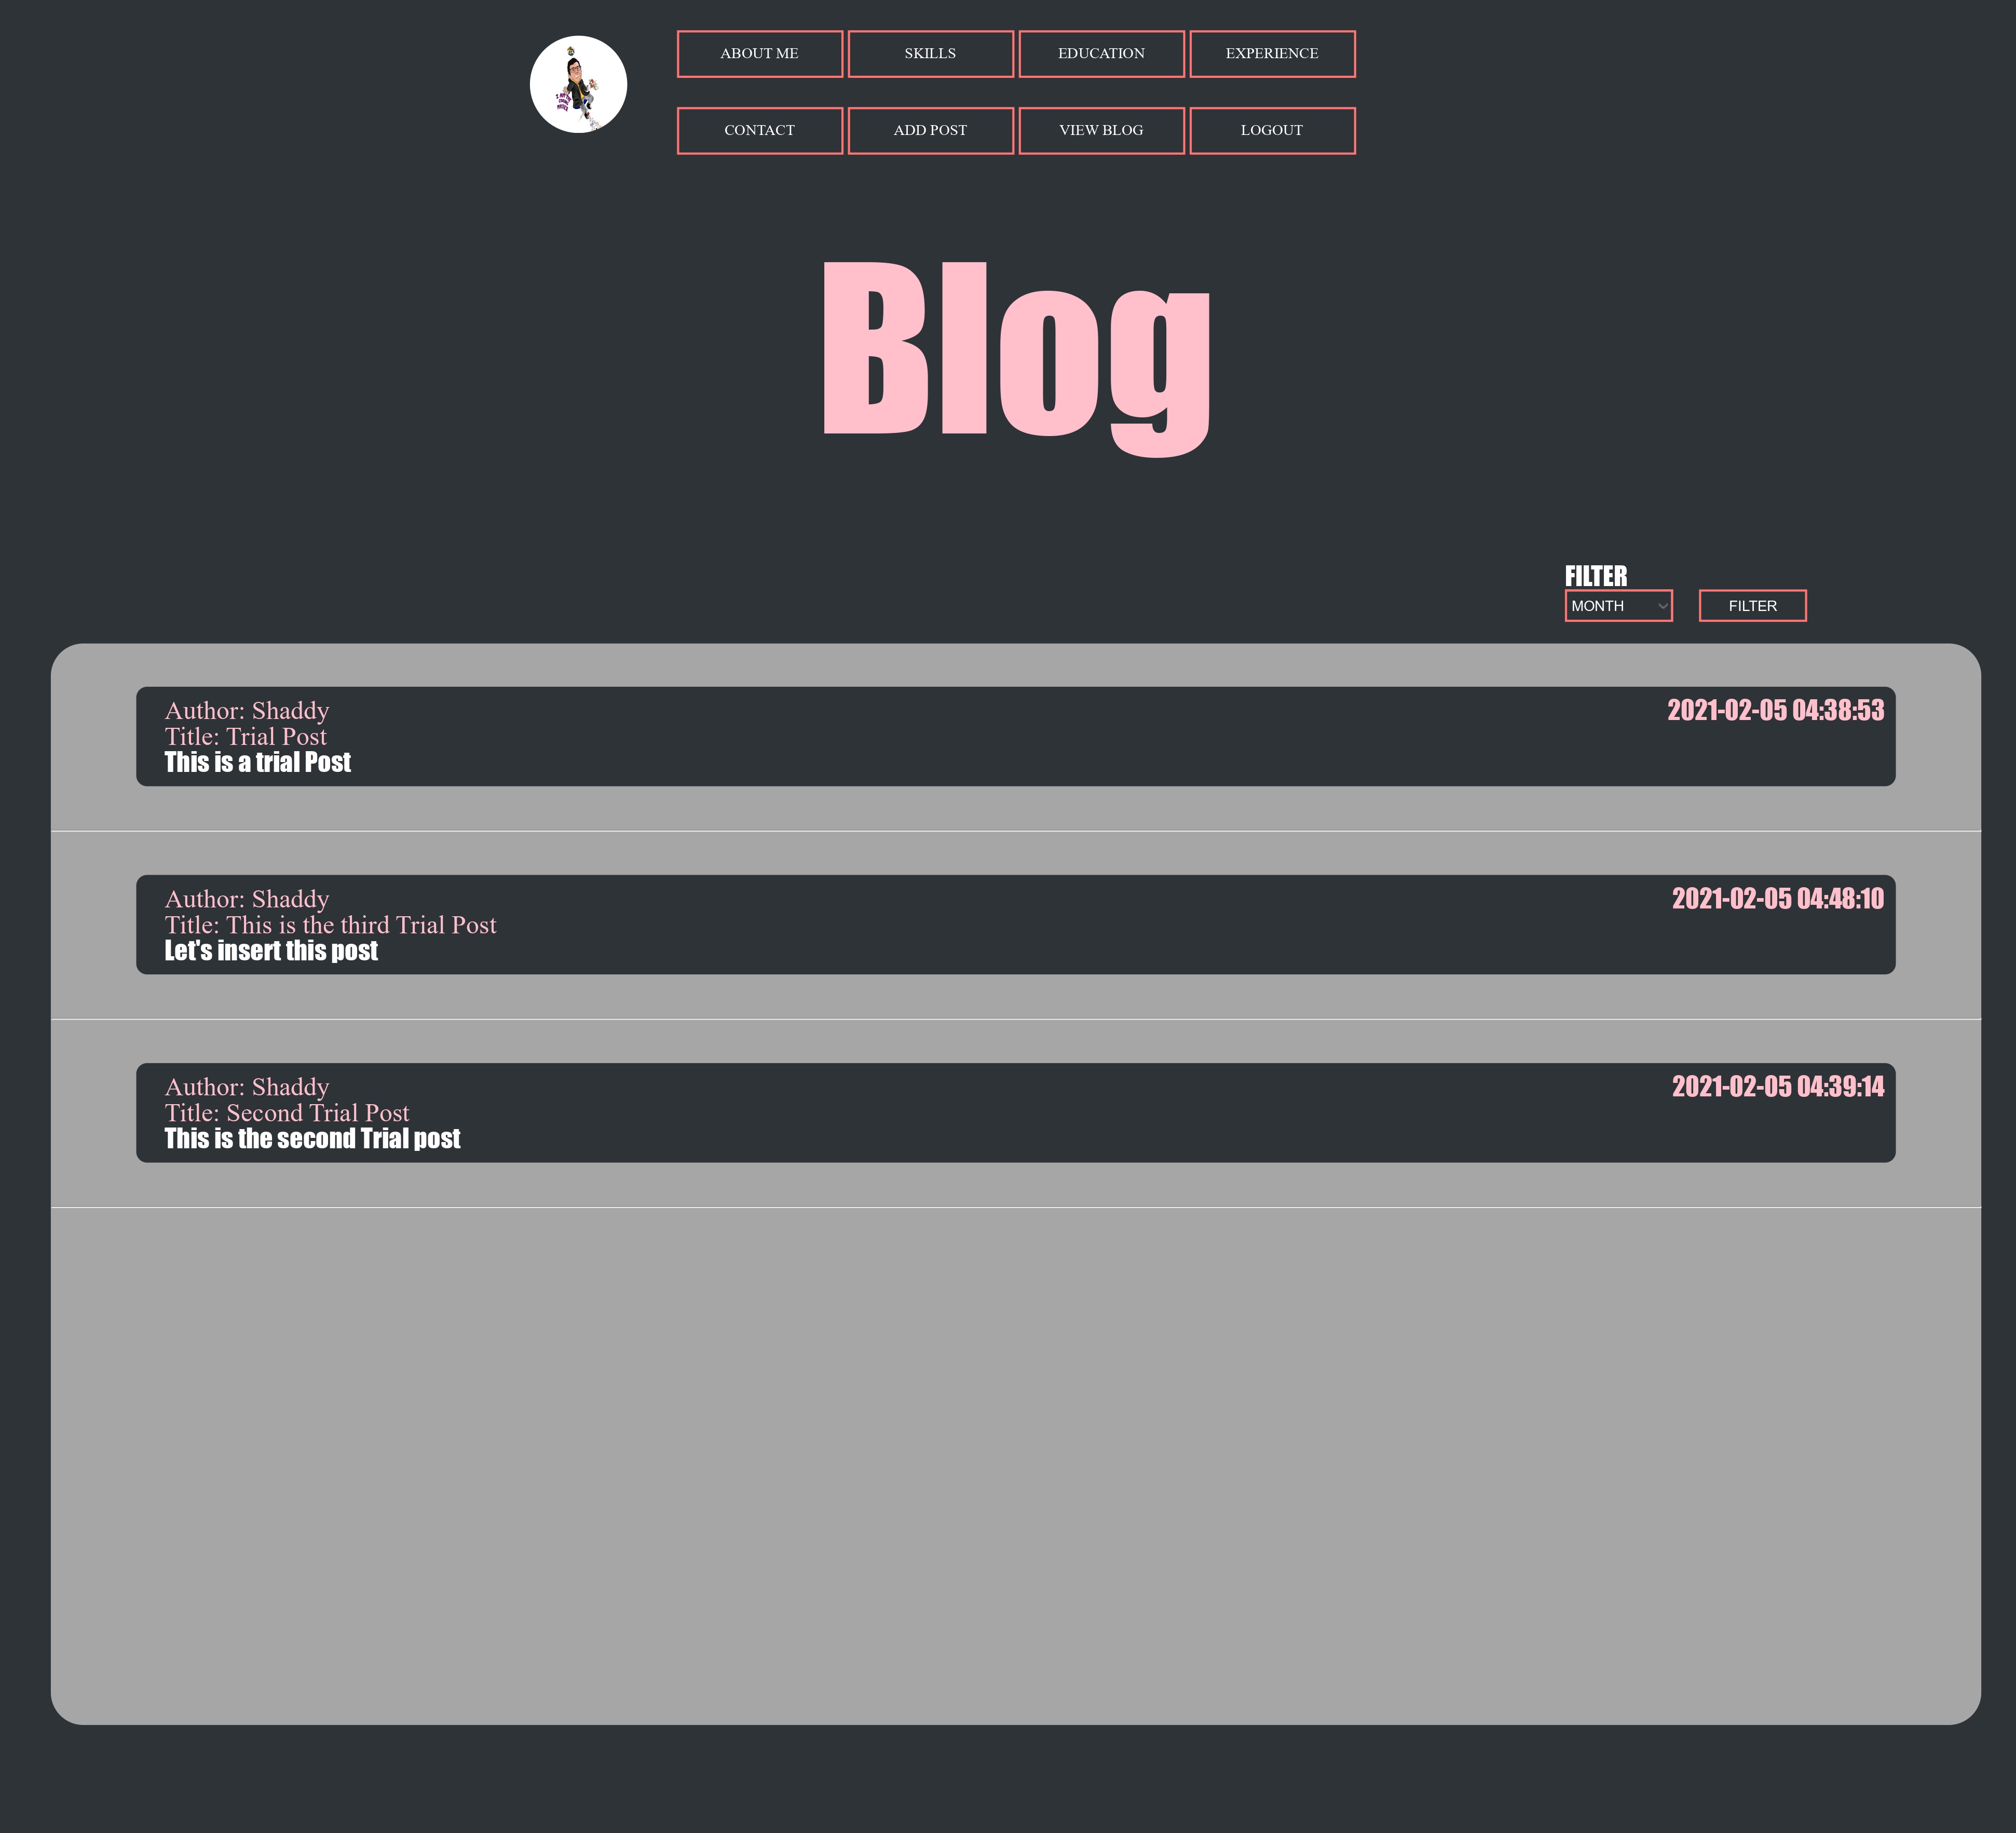 ABOUT ME
SKILLS
EDUCATION
EXPERIENCE
CONTACT
ADD POST
VIEW BLOG
LOGOUT
Blog
FILTER
MONTH
FILTER
Author: Shaddy
2021-02-05 04:38:53
Title: Trial Post
This is a trial Post
Author: Shaddy
2021-02-05 04:48:10
Title: This is the third Trial Post
Let's insert this post
Author: Shaddy
2021-02-05 04:39:14
Title: Second Trial Post
This is the second Trial post